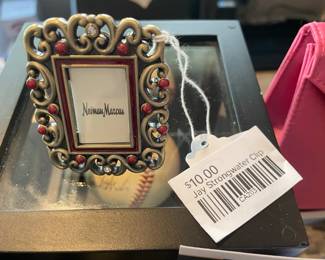 Neiman Marcus
$10.00
Jay Strongwater Clip